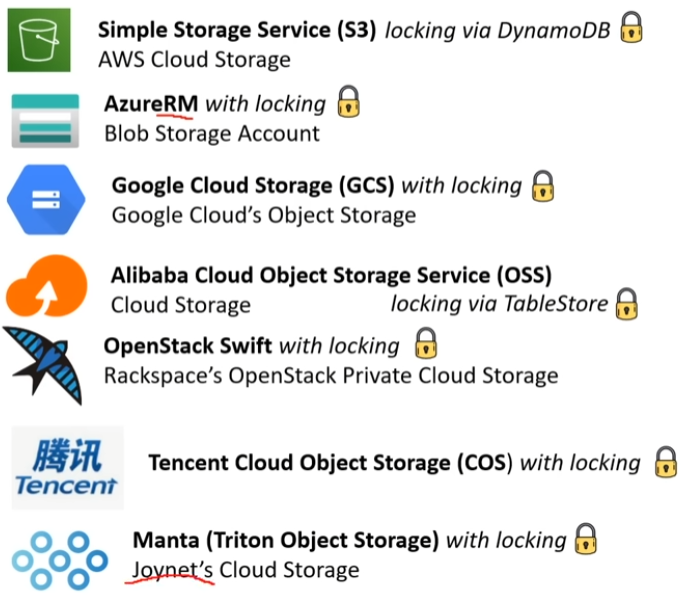 Simple Storage Service (S3) locking via DynamoDB
AWS Cloud Storage
AzureRM with locking
Blob Storage Account
Google Cloud Storage (GCS) with locking
Google Cloud's Object Storage
Alibaba Cloud Object Storage Service (OSS)
Cloud Storage locking via TableStore
OpenStack Swift with locking
Rackspace's OpenStack Private Cloud Storage
腾讯
Tencent
Tencent Cloud Object Storage (COS) with locking
Manta (Triton Object Storage) with locking
Joynet's Cloud Storage